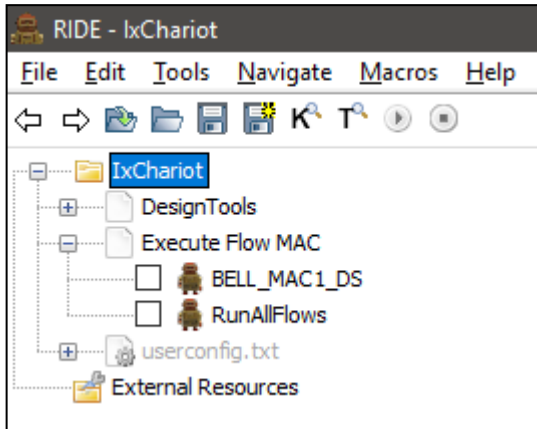 RIDE - IxChariot
File Edit Tools Navigate Macros Help
K T
IxChariot
DesignTools
Execute Flow MAC
BELL_MAC1_DS
RunAllFlows
userconfig.txt
External Resources